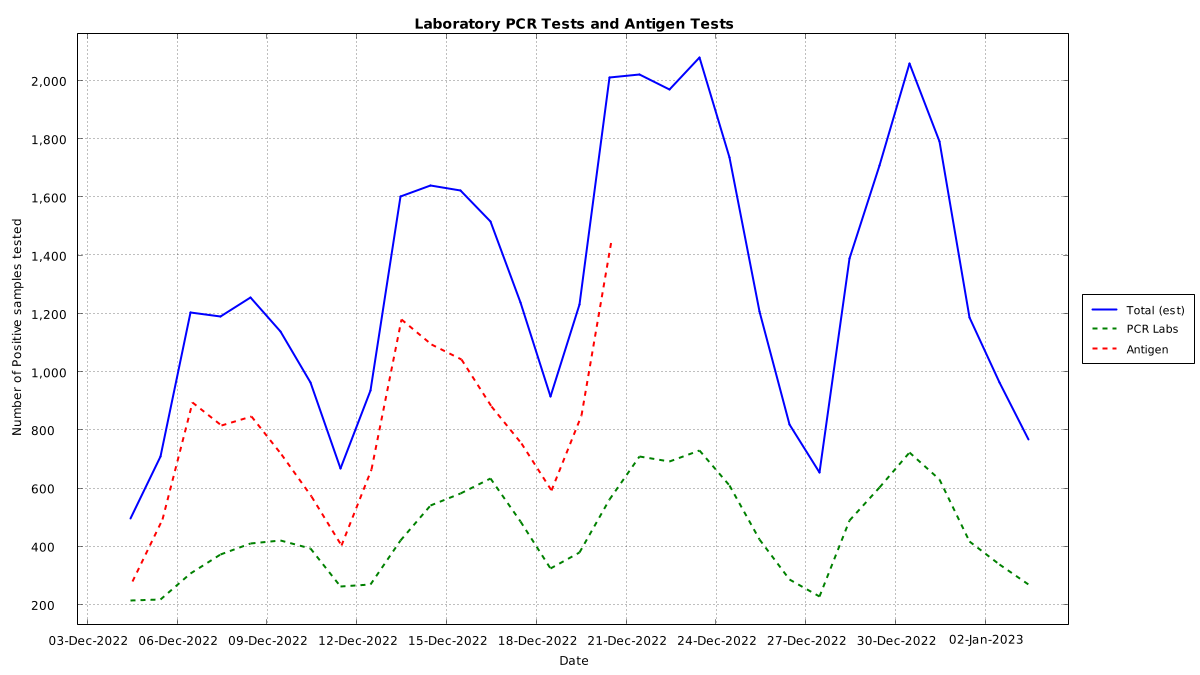 Laboratory PCR Tests and Antigen Tests
2,000
1,800
1,600
1,400
1,200
1,000
800
600
400
200
Number of Positive samples tested
03-Dec-2022 06-Dec-2022 09-Dec-2022 12-Dec-2022 15-Dec-2022 18-Dec-2022 21-Dec-2022 24-Dec-2022 27-Dec-2022 30-Dec-2022 02-Jan-2023
Date
Total (est)
PCR Labs
Antigen